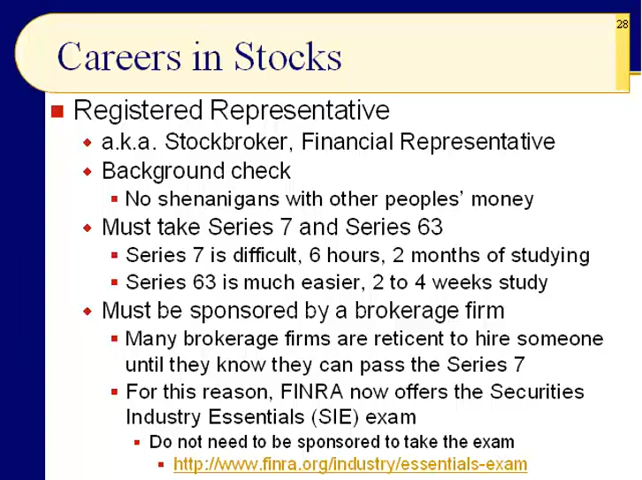 28
Careers in Stocks
Registered Representative
a.k.a. Stockbroker, Financial Representative
Background check
No shenanigans with other peoples’ money
Must take Series 7 and Series 63
Series 7 is difficult, 6 hours, 2 months of studying
Series 63 is much easier, 2 to 4 weeks study
Must be sponsored by a brokerage firm
Many brokerage firms are reticent to hire someone
until they know they can pass the Series 7
For this reason, FINRA now offers the Securities
Industry Essentials (SIE) exam
Do not need to be sponsored to take the exam
http://www.finra.org/industry/essentials-exam